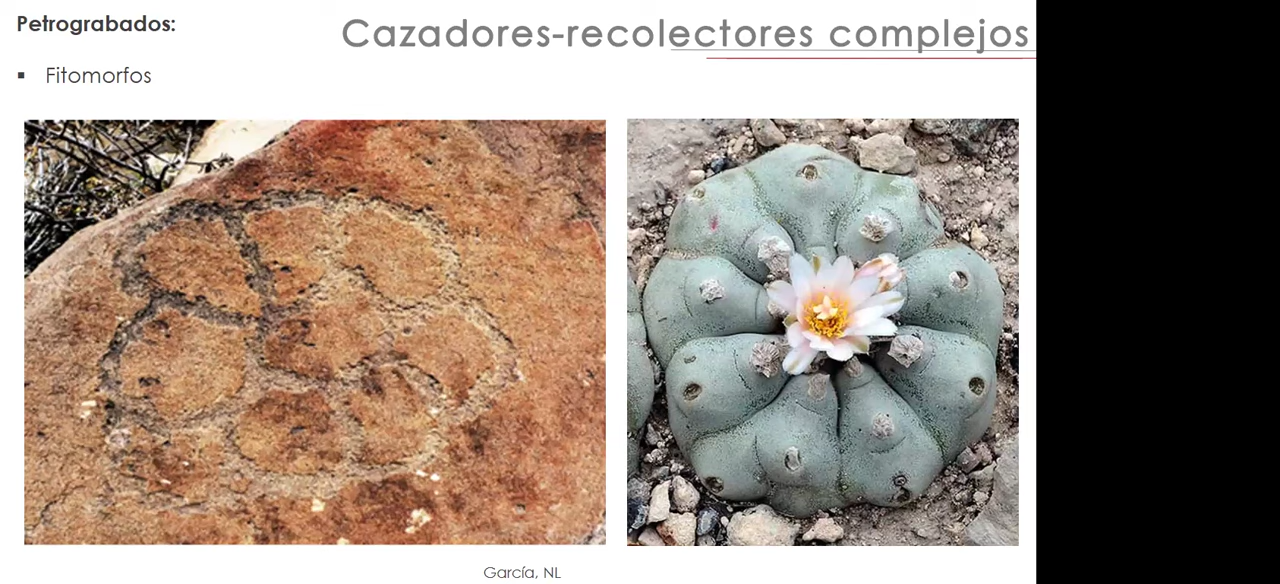 Petrograbados:
Cazadores-recolectores complejos
▪ Fitomorfos
García, NL